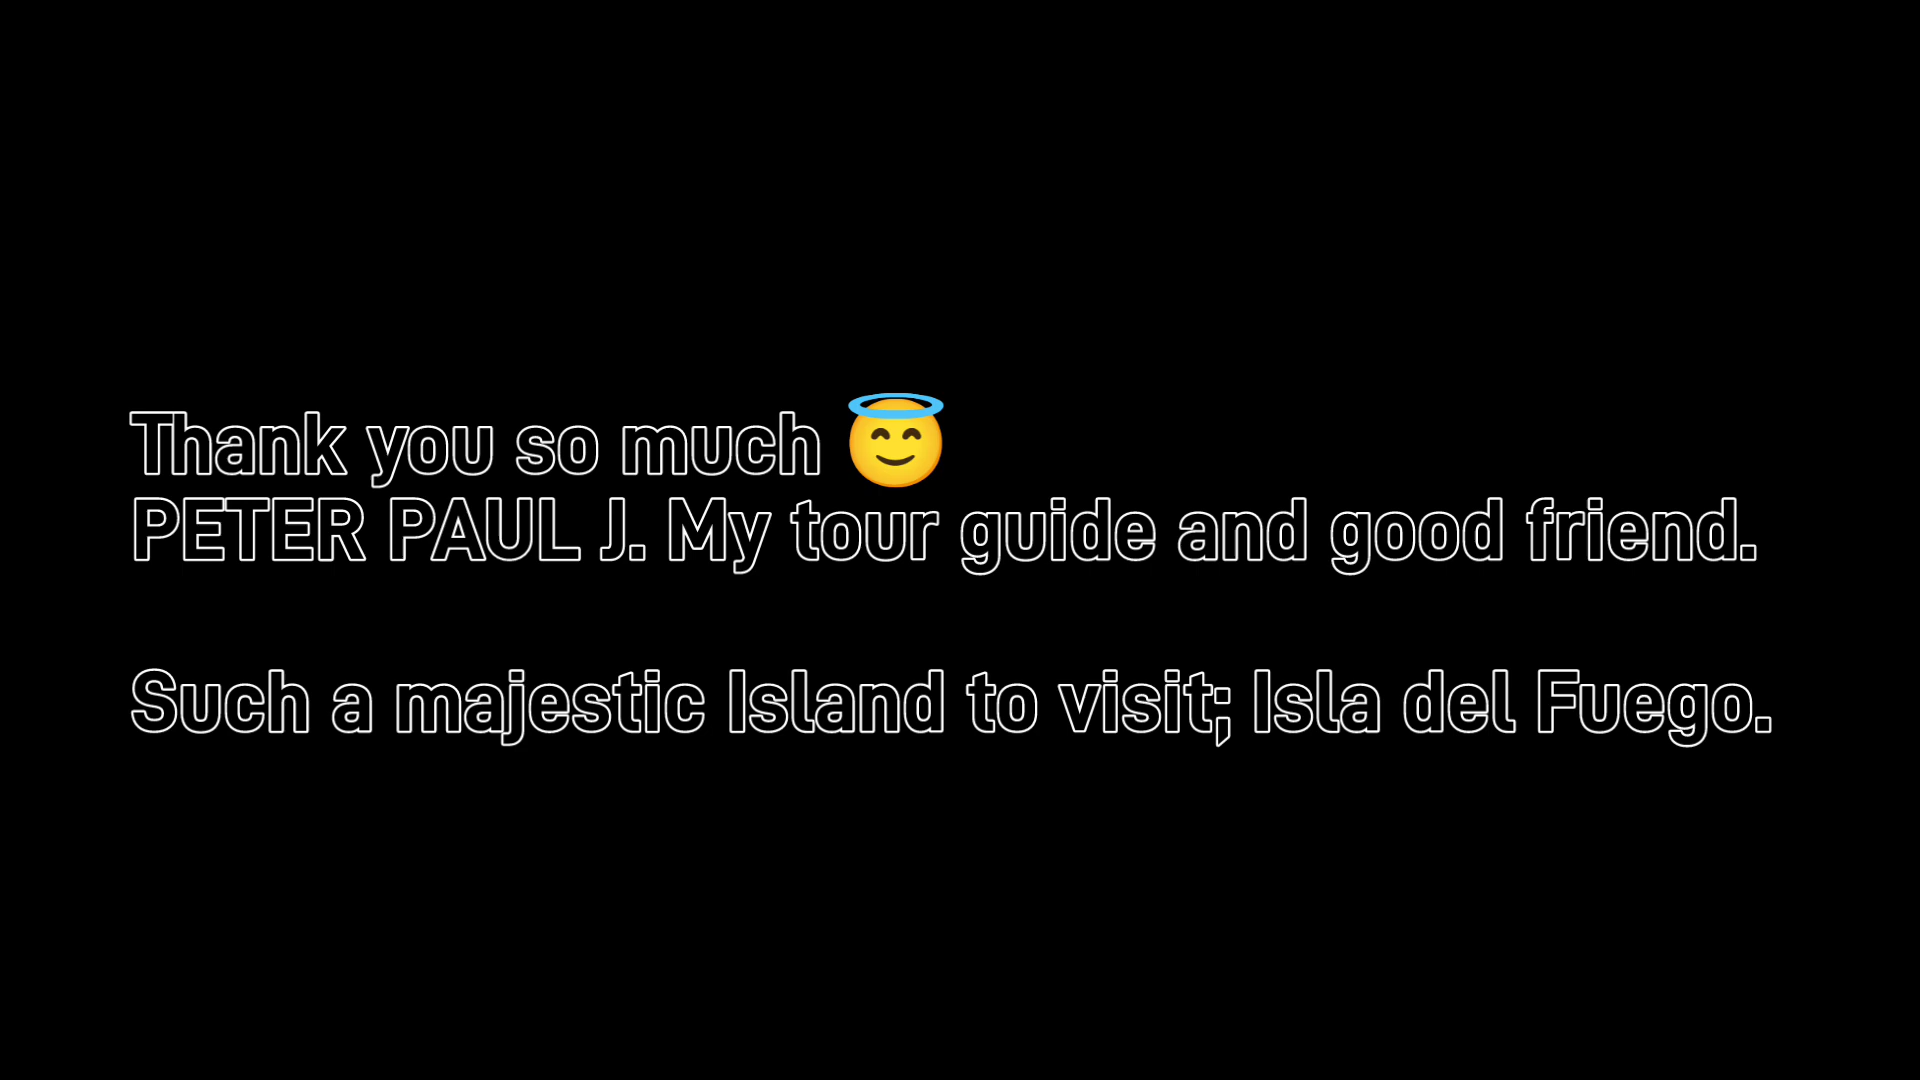 Thank you so much 😇
PETER PAUL J. My tour guide and good friend.
Such a majestic Island to visit; Isla del Fuego.